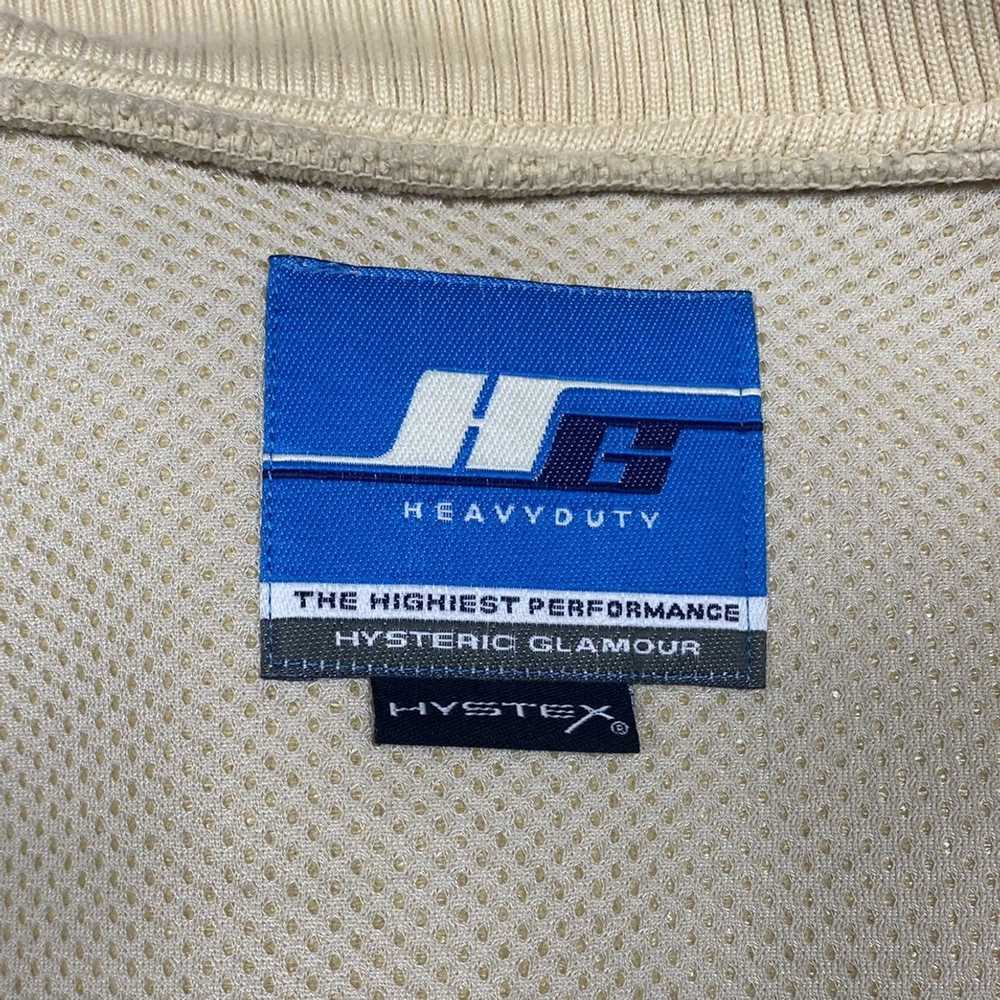 HG
HEAVYDUTY
THE HIGHIEST PERFORMANCE
HYSTERIC GLAMOUR
HYSTEX®